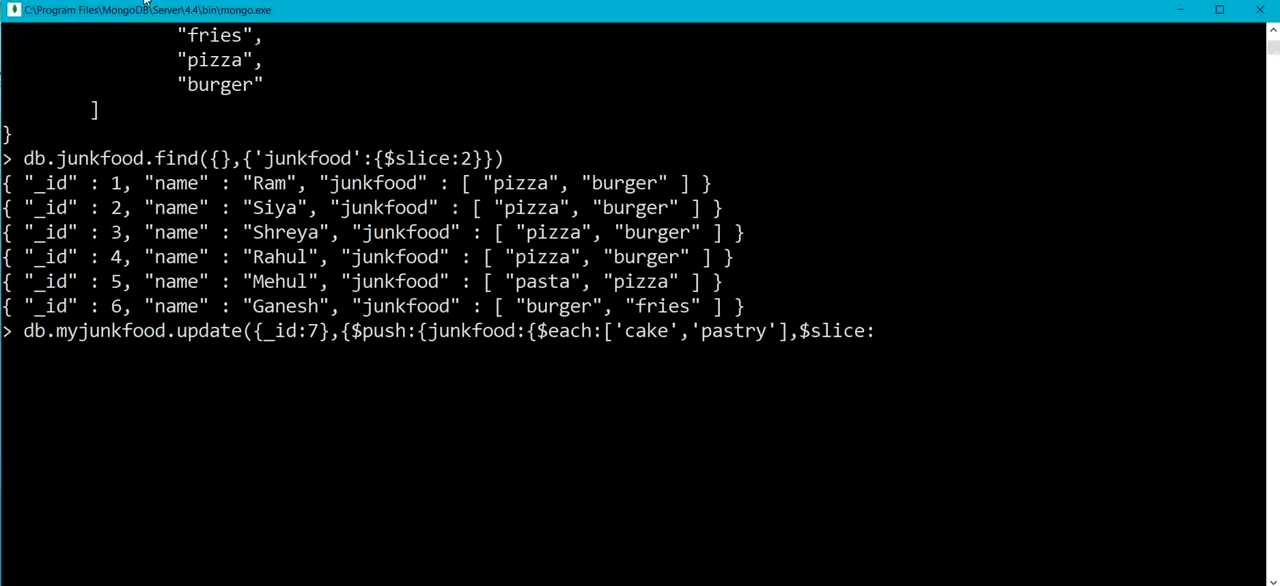 C:\Program Files\MongoDB\Server\4.4\bin\mongo.exe
"fries",
"pizza",
"burger"
]
}
> db.junkfood.find({},{'junkfood':{$slice:2}})
{ "_id" : 1, "name" : "Ram", "junkfood" : [ "pizza", "burger" ] }
{ "_id" : 2, "name" : "Siya", "junkfood" : [ "pizza", "burger" ] }
{ "_id" : 3, "name" : "Shreya", "junkfood" : [ "pizza", "burger" ] }
{ "_id" : 4, "name" : "Rahul", "junkfood" : [ "pizza", "burger" ] }
{ "_id" : 5, "name" : "Mehul", "junkfood" : [ "pasta", "pizza" ] }
{ "_id" : 6, "name" : "Ganesh", "junkfood" : [ "burger", "fries" ] }
> db.myjunkfood.update({_id:7},{$push:{junkfood:{$each:['cake','pastry'],$slice: